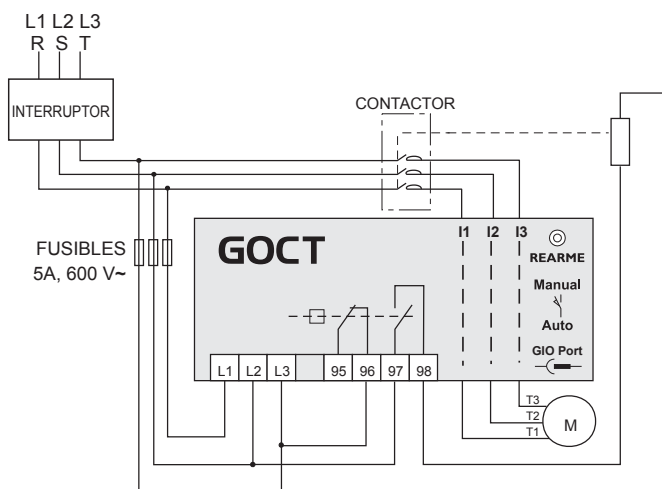 L1 L2 L3
R S T
INTERRUPTOR
CONTACTOR
FUSIBLES
5A, 600 V~
GOCT
I1 I2 I3
REARME
Manual
Auto
GIO Port
L1 L2 L3 95 96 97 98
T3
T2
T1
M